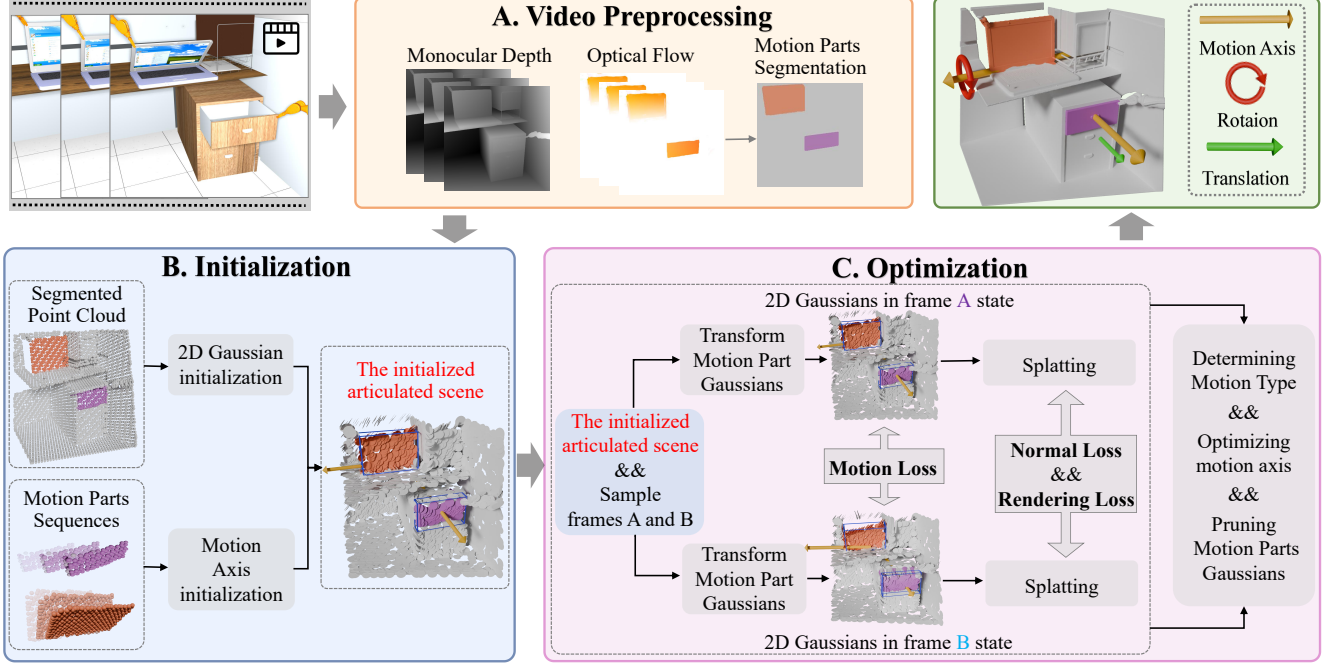 A. Video Preprocessing
Monocular Depth
Optical Flow
Motion Parts
Segmentation
Motion Axis
Rotaion
Translation
B. Initialization
Segmented
Point Cloud
2D Gaussian
initialization
Motion Parts
Sequences
Motion
Axis
initialization
The initialized
articulated scene
C. Optimization
2D Gaussians in frame A state
Transform
Motion Part
Gaussians
Splatting
The initialized
articulated scene
&&
Sample
frames A and B
Motion Loss
Normal Loss
&&
Rendering Loss
Transform
Motion Part
Gaussians
Splatting
2D Gaussians in frame B state
Determining
Motion Type
&&
Optimizing
motion axis
&&
Pruning
Motion Parts
Gaussians